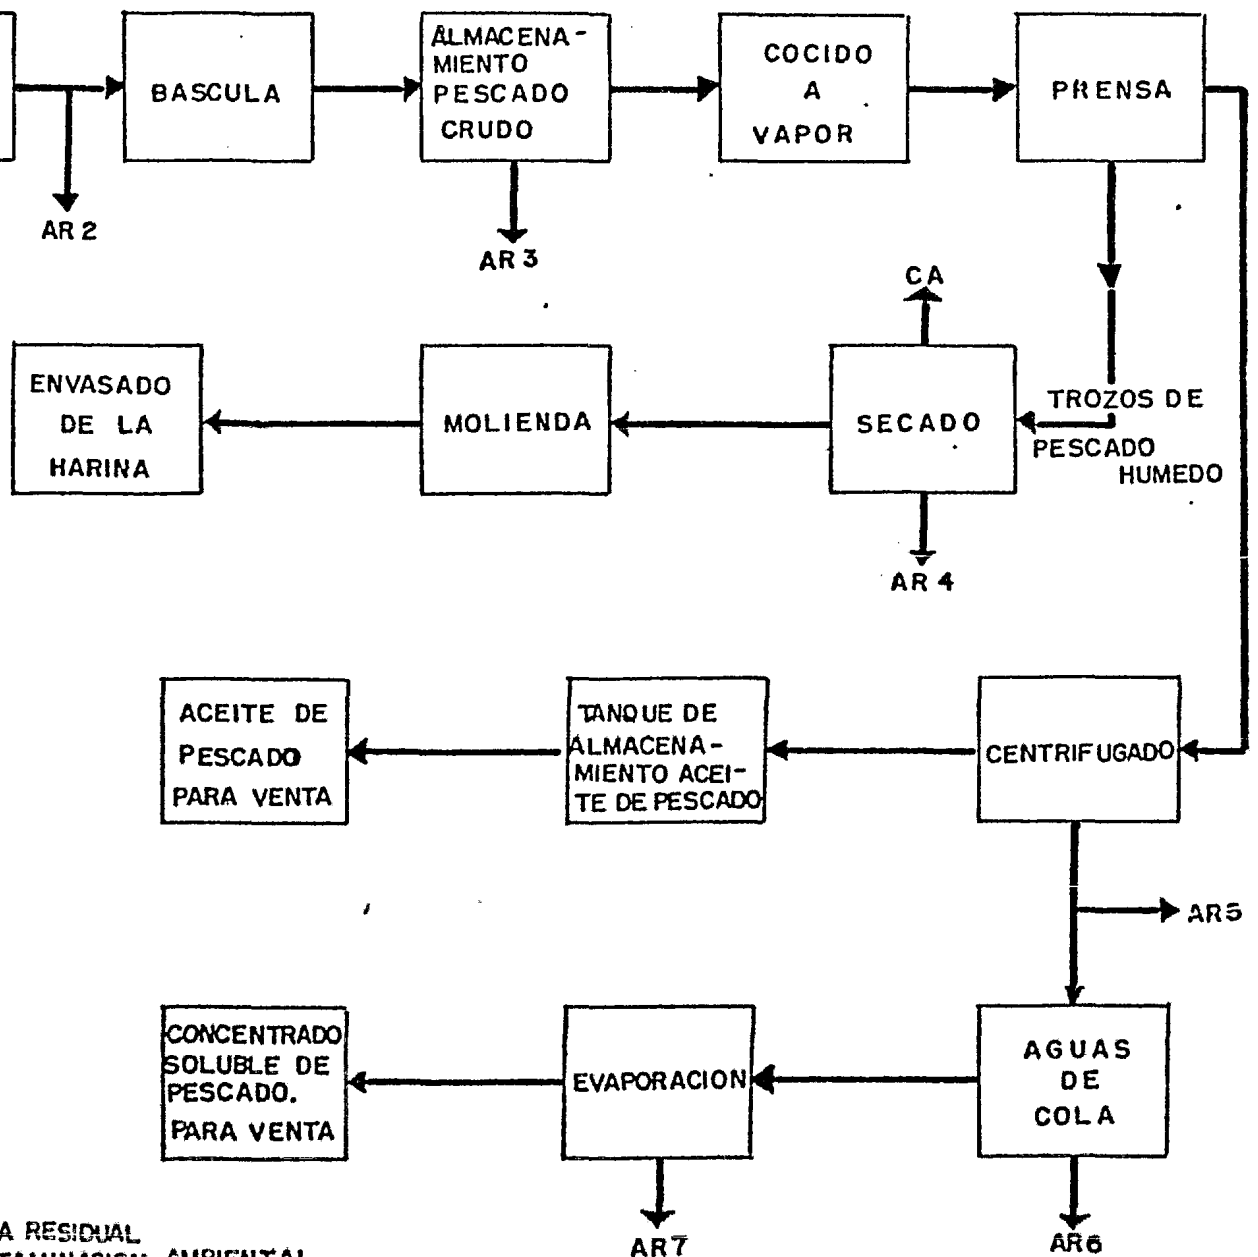 BASCULA
ALMACENA-
MIENTO
PESCADO
CRUDO
COCIDO
A
VAPOR
PRENSA
AR 2
AR 3
CA
ENVASADO
DE LA
HARINA
MOLIENDA
SECADO
TROZOS DE
PESCADO
HUMEDO
AR 4
ACEITE DE
PESCADO
PARA VENTA
TANQUE DE
ALMACENA-
MIENTO ACEI-
TE DE PESCADO
CENTRIFUGADO
AR5
CONCENTRADO
SOLUBLE DE
PESCADO.
PARA VENTA
EVAPORACION
AGUAS
DE
COLA
AR7
AR6
A RESIDUAL
TAMINACION AMBIENTAL